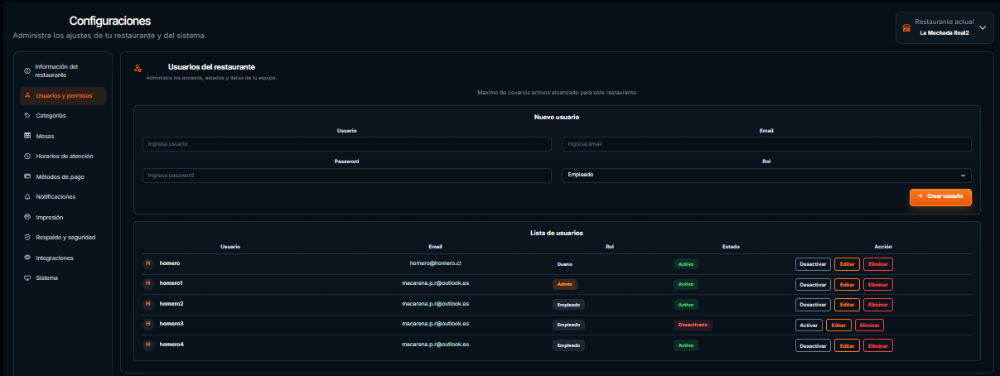 Configuraciones
Administra los ajustes de tu restaurante y del sistema.
Restaurante actual
La Mechada Real2
Información del
restaurante
Usuarios y permisos
Categorías
Mesas
Horarios de atención
Métodos de pago
Notificaciones
Impresión
Respaldo y seguridad
Integraciones
Sistema
Usuarios del restaurante
Administra los accesos, estados y datos de tu equipo.
Maximo de usuarios activos alcanzado para este restaurante
Nuevo usuario
Usuario Email
Ingrese usuario Ingrese email
Password Rol
Ingrese password Empleado
+ Crear usuario
Lista de usuarios
Usuario Email Rol Estado Acción
H homero homero@homero.cl Dueno Activo Desactivar Editar Eliminar
H homero1 macarena.p.r@outlook.es Admin Activo Desactivar Editar Eliminar
H homero2 macarena.p.r@outlook.es Empleado Activo Desactivar Editar Eliminar
H homero3 macarena.p.r@outlook.es Empleado Desactivado Activar Editar Eliminar
H homero4 macarena.p.r@outlook.es Empleado Activo Desactivar Editar Eliminar